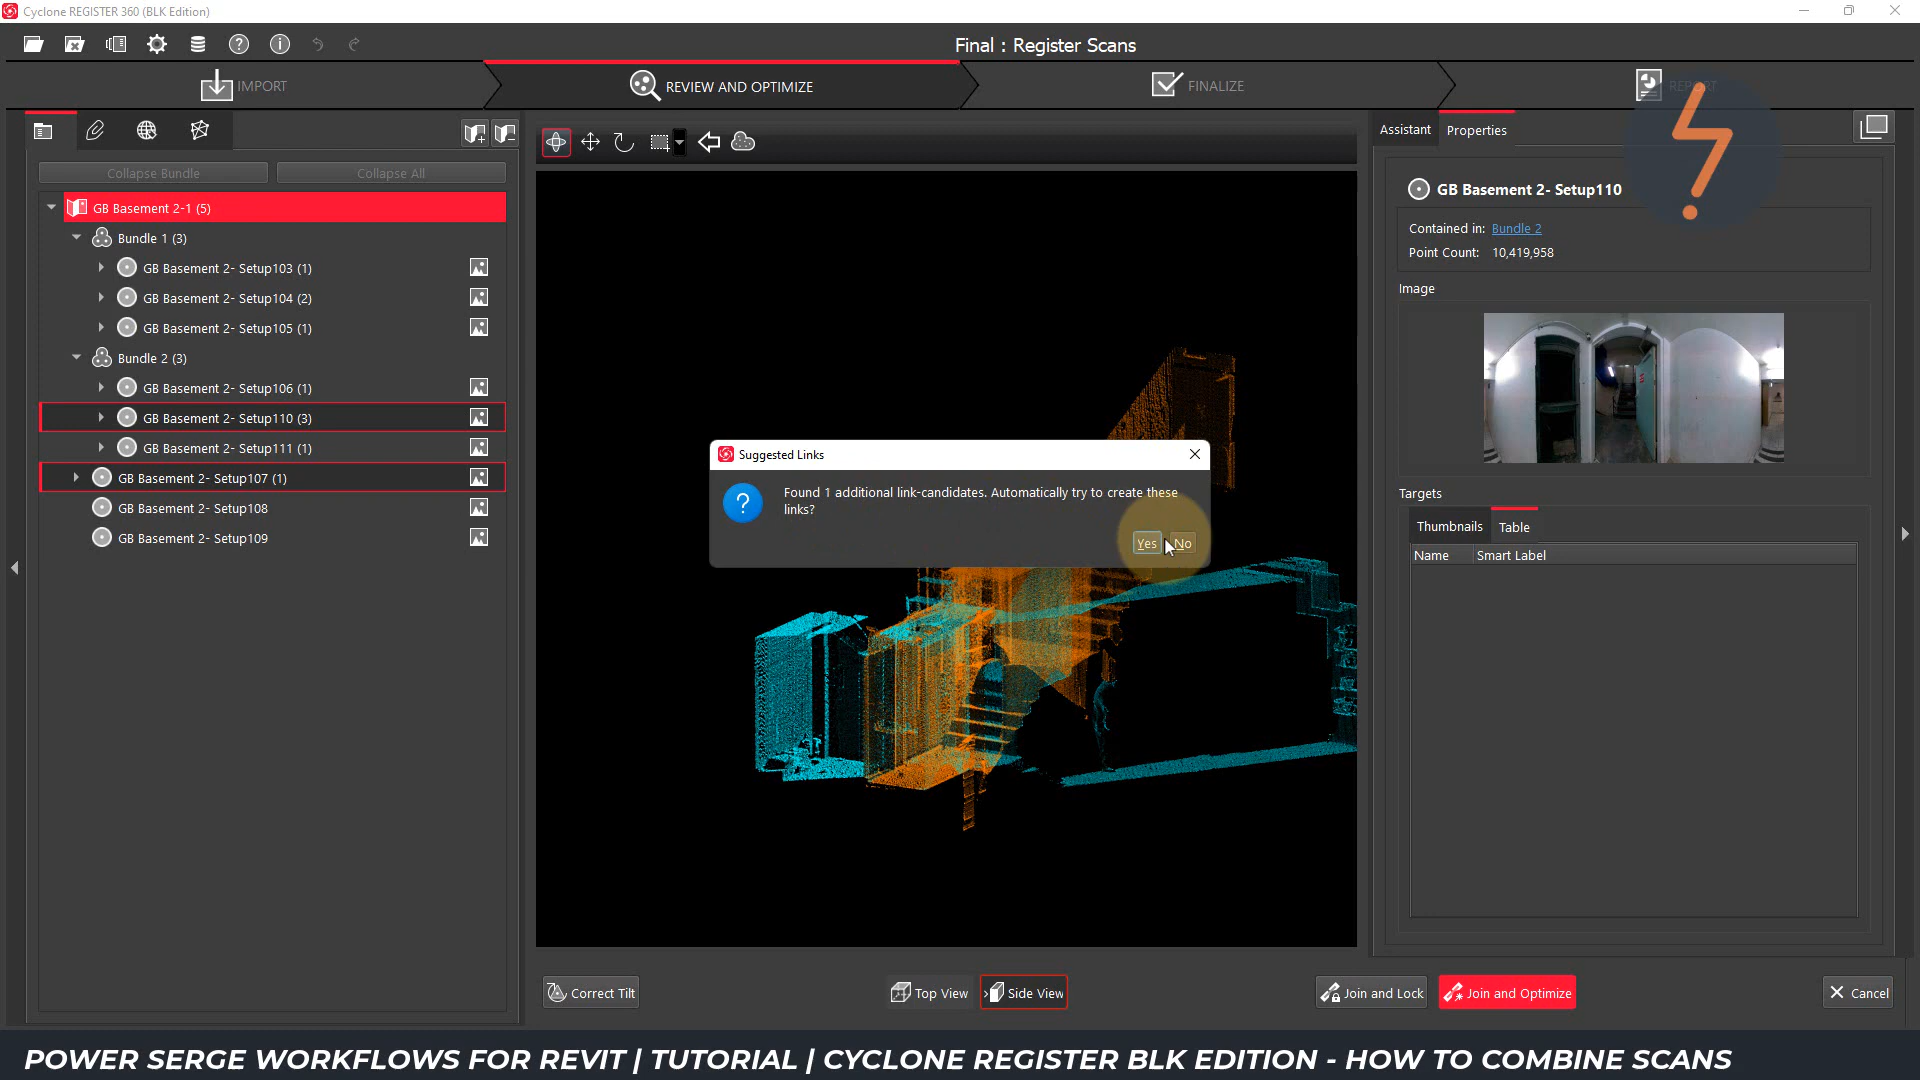 Cyclone REGISTER 360 (BLK Edition)
Final : Register Scans
IMPORT
REVIEW AND OPTIMIZE
FINALIZE
REPORT
Collapse Bundle
Collapse All
GB Basement 2-1 (5)
Bundle 1 (3)
GB Basement 2- Setup103 (1)
GB Basement 2- Setup104 (2)
GB Basement 2- Setup105 (1)
Bundle 2 (3)
GB Basement 2- Setup106 (1)
GB Basement 2- Setup110 (3)
GB Basement 2- Setup111 (1)
GB Basement 2- Setup107 (1)
GB Basement 2- Setup108
GB Basement 2- Setup109
Suggested Links
Found 1 additional link-candidates. Automatically try to create these
links?
Yes
No
Correct Tilt
Top View
Side View
Join and Lock
Join and Optimize
Cancel
Assistant
Properties
GB Basement 2- Setup110
Contained in: Bundle 2
Point Count: 10,419,958
Image
Targets
Thumbnails
Table
Name
Smart Label
POWER SERGE WORKFLOWS FOR REVIT | TUTORIAL | CYCLONE REGISTER BLK EDITION - HOW TO COMBINE SCANS